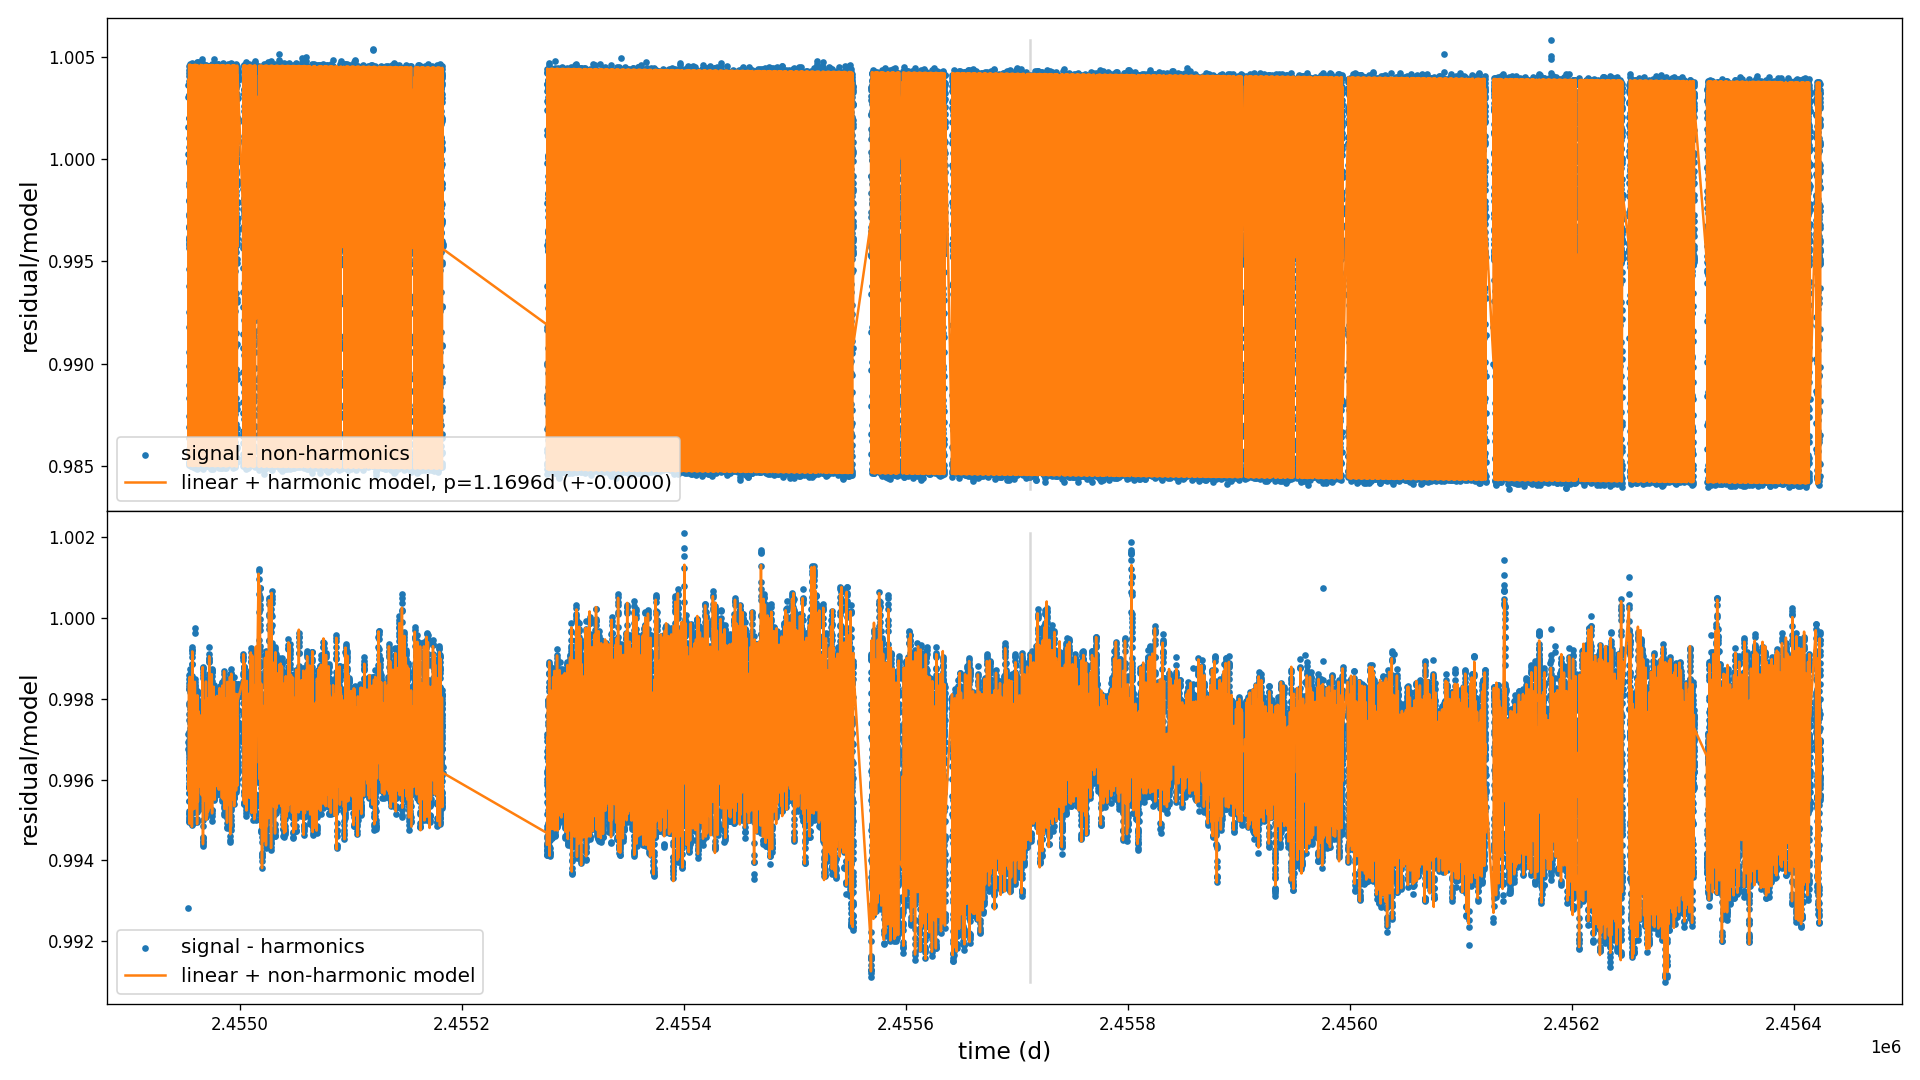 1.005
1.000
0.995
0.990
0.985
residual/model
signal - non-harmonics
linear + harmonic model, p=1.1696d (+-0.0000)
1.002
1.000
0.998
0.996
0.994
0.992
residual/model
signal - harmonics
linear + non-harmonic model
2.4550 2.4552 2.4554 2.4556 2.4558 2.4560 2.4562 2.4564
time (d)
1e6